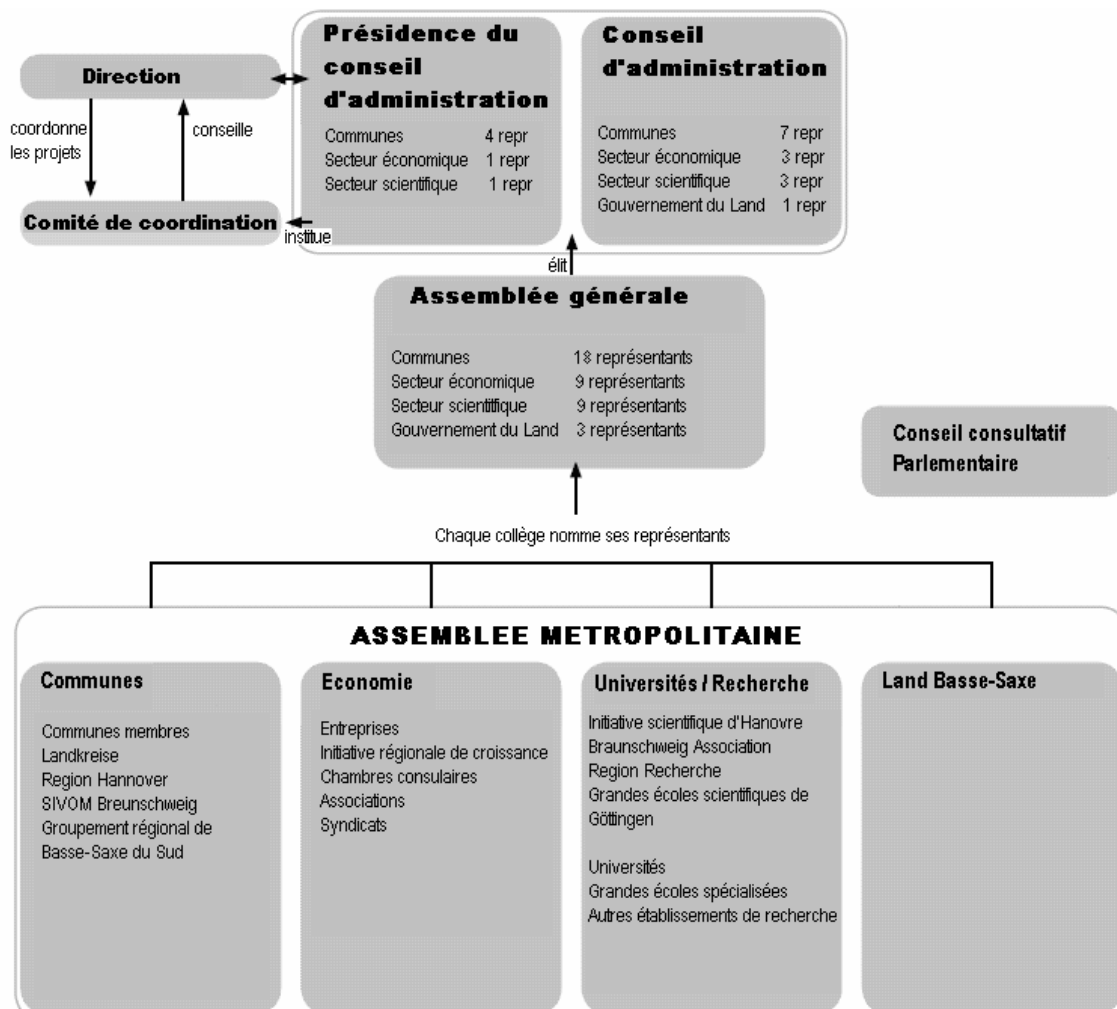 Présidence du
conseil
d'administration
Communes 4 repr
Secteur économique 1 repr
Secteur scientifique 1 repr
Conseil
d'administration
Communes 7 repr
Secteur économique 3 repr
Secteur scientifique 3 repr
Gouvernement du Land 1 repr
Direction
coordonne
les projets
conseille
Comité de coordination
institue
élit
Assemblée générale
Communes 18 représentants
Secteur économique 9 représentants
Secteur scientifique 9 représentants
Gouvernement du Land 3 représentants
Conseil consultatif
Parlementaire
Chaque collège nomme ses représentants
ASSEMBLEE METROPOLITAINE
Communes
Communes membres
Landkreise
Region Hannover
SIVOM Breunschweig
Groupement régional de
Basse-Saxe du Sud
Economie
Entreprises
Initiative régionale de croissance
Chambres consulaires
Associations
Syndicats
Universités / Recherche
Initiative scientifique d'Hanovre
Braunschweig Association
Region Recherche
Grandes écoles scientifiques de
Göttingen
Universités
Grandes écoles spécialisées
Autres établissements de recherche
Land Basse-Saxe